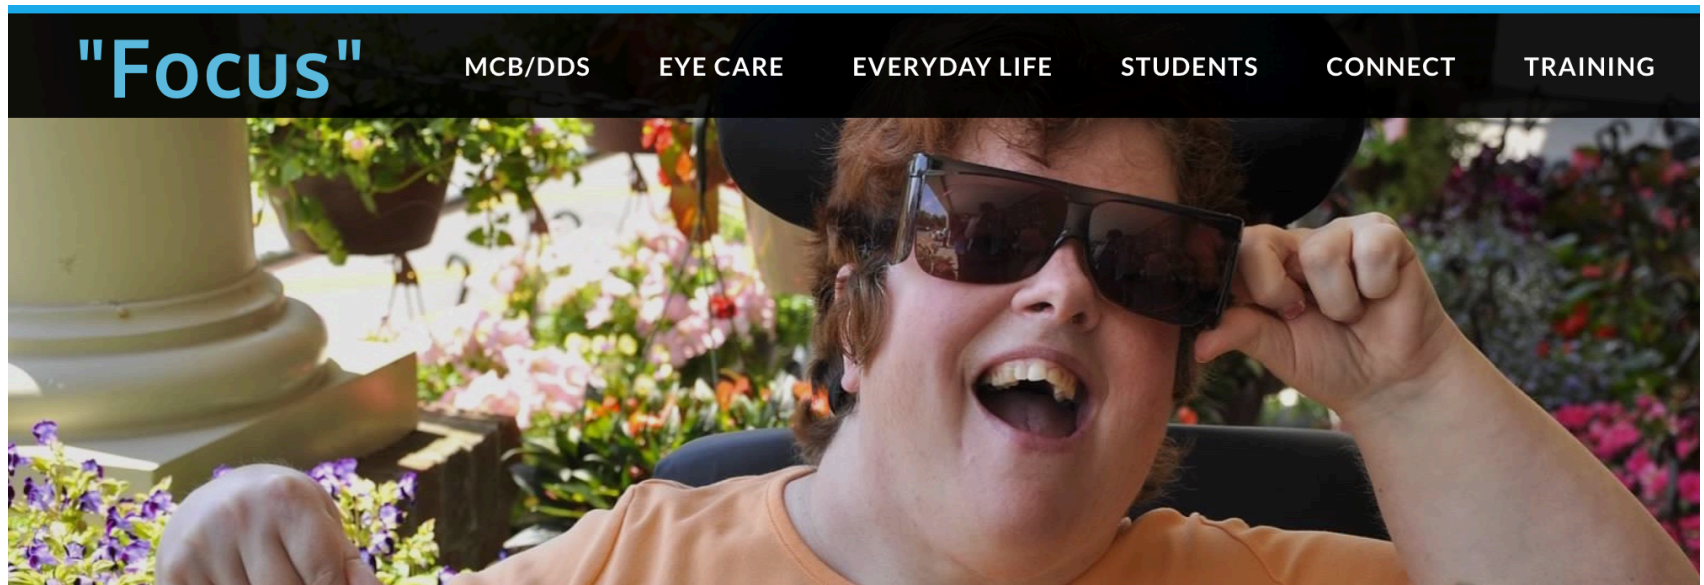 "Focus"
MCB/DDS
EYE CARE
EVERYDAY LIFE
STUDENTS
CONNECT
TRAINING